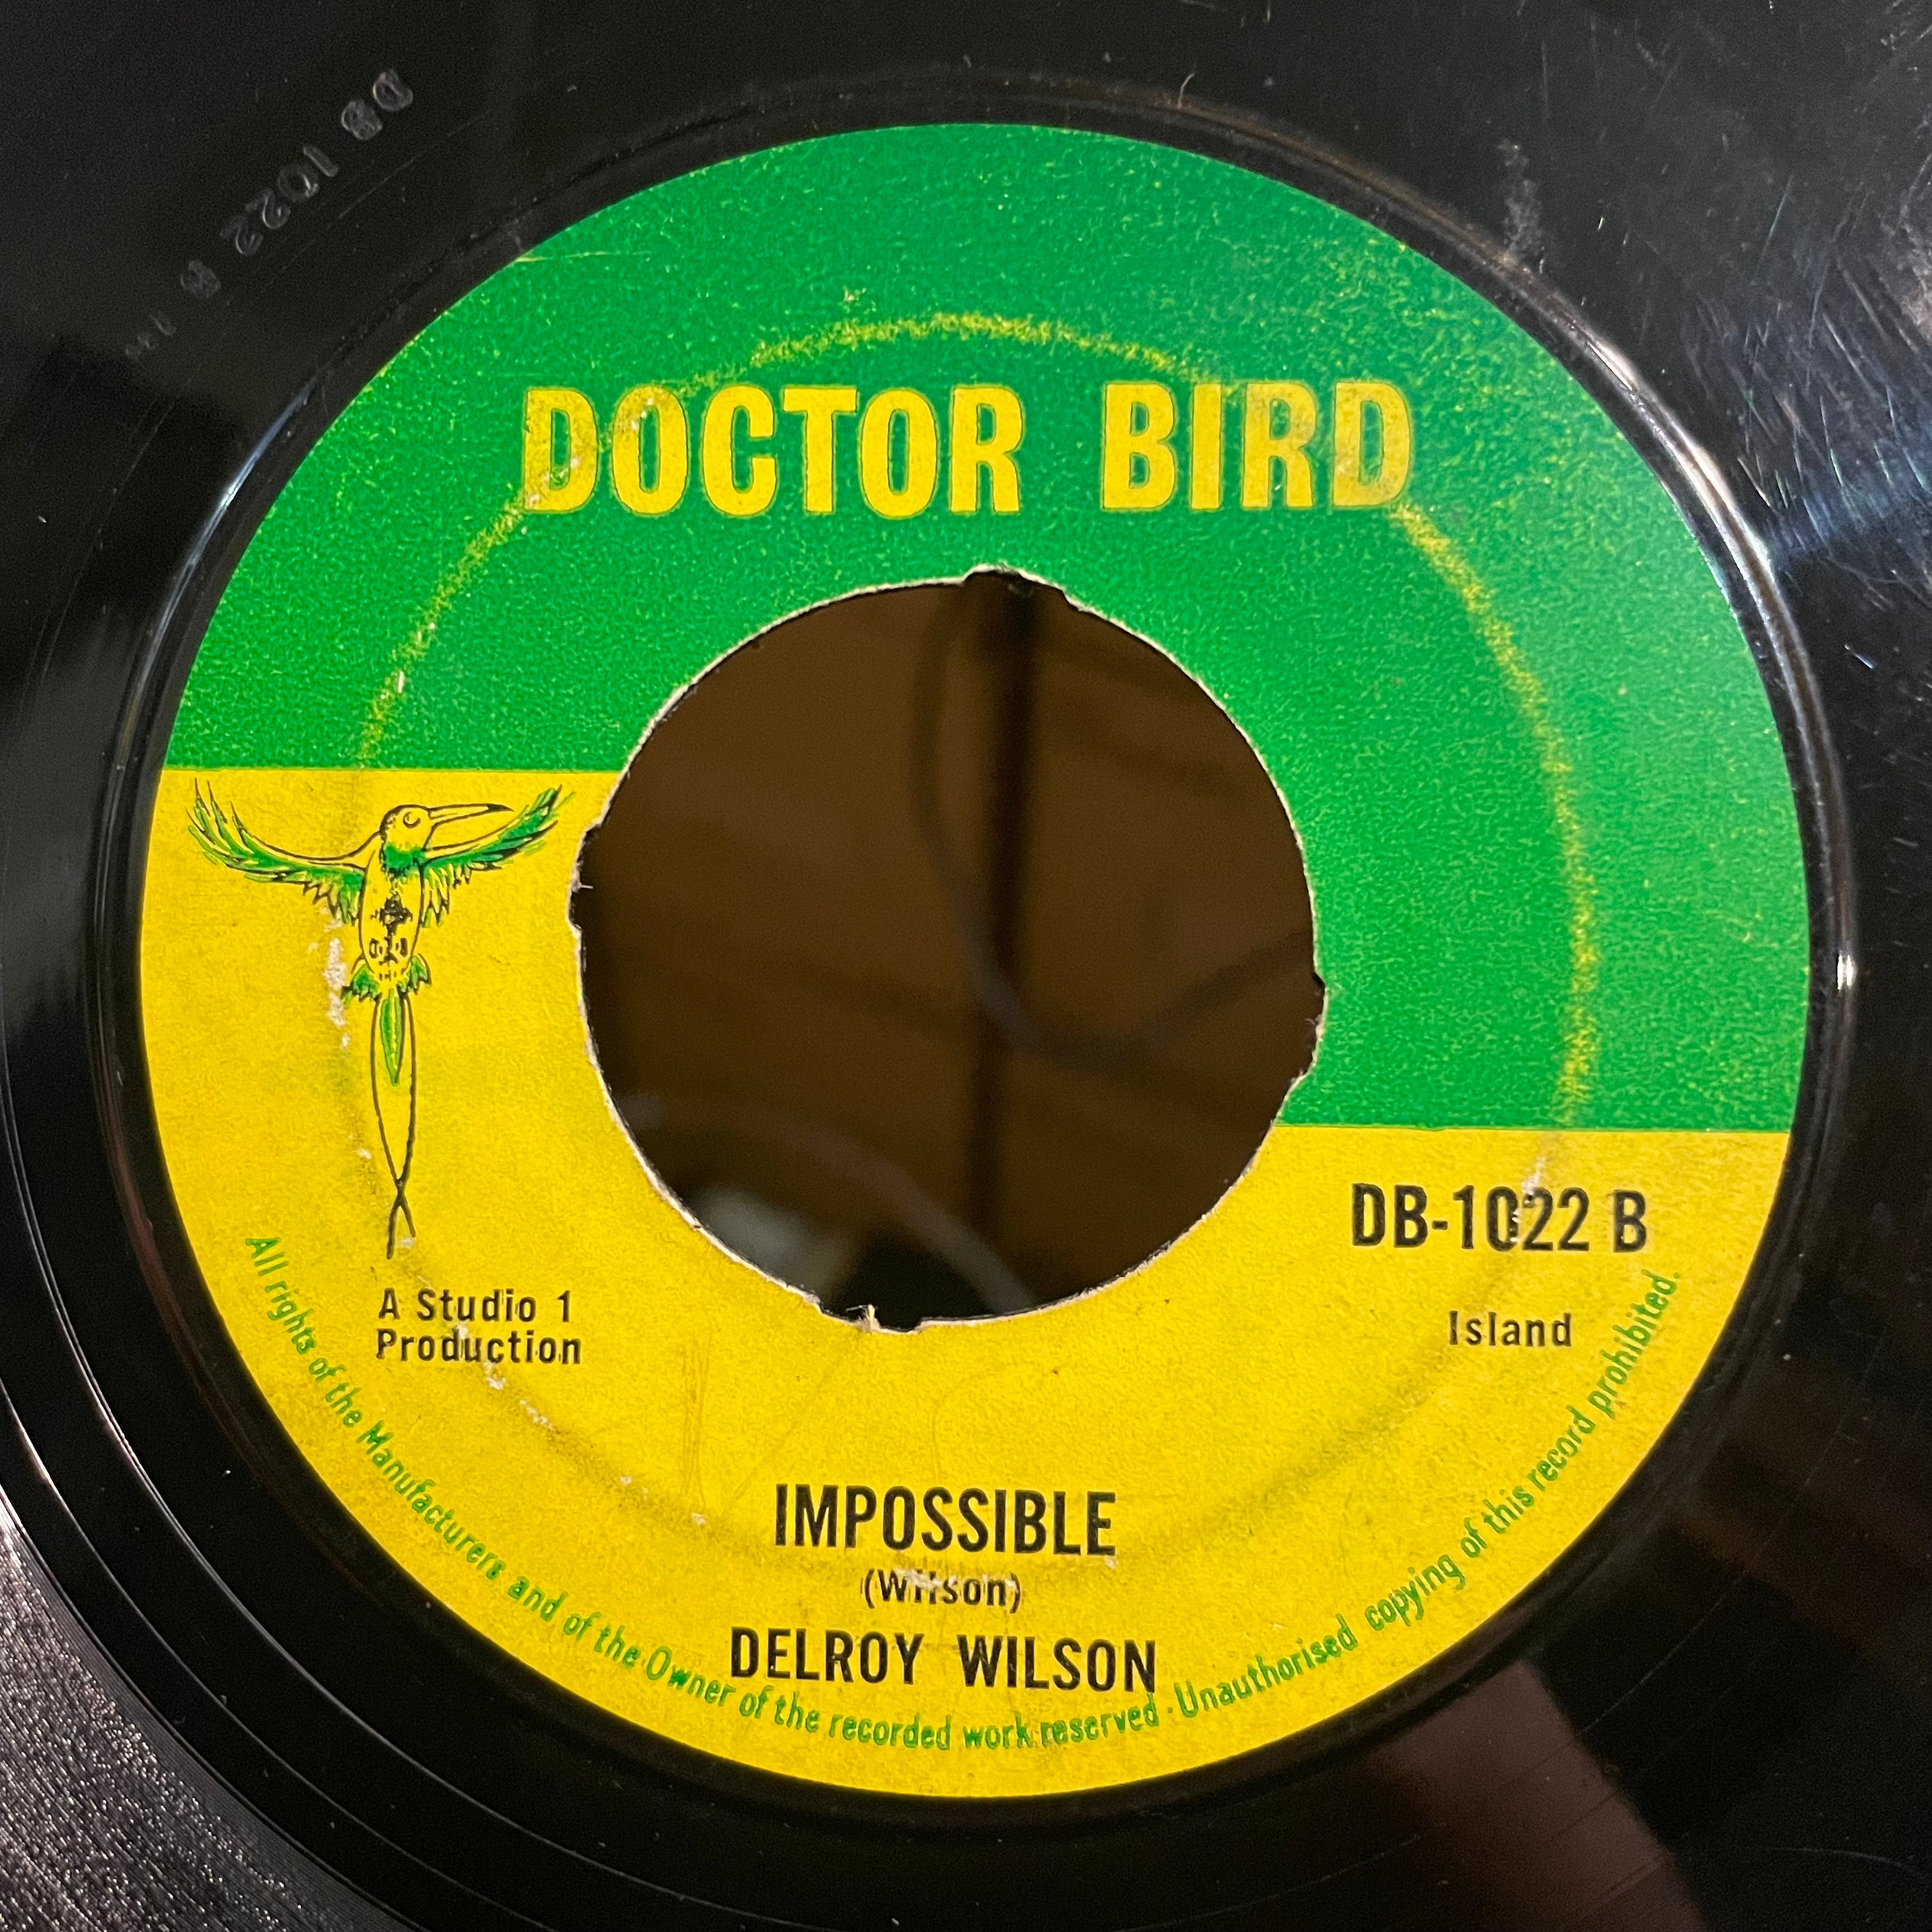 DB 1022 B
DOCTOR BIRD
DB-1022 B
Island
A Studio 1
Production
IMPOSSIBLE
(Wilson)
DELROY WILSON
All rights of the Manufacturers and of the Owner of the recorded work reserved · Unauthorised copying of this record prohibited.